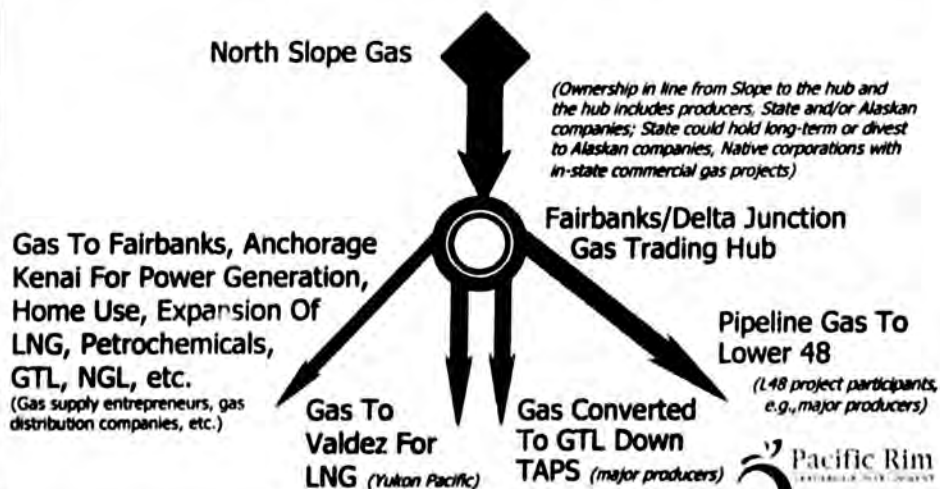 North Slope Gas
(Ownership in line from Slope to the hub and
the hub includes producers, State and/or Alaskan
companies; State could hold long-term or divest
to Alaskan companies, Native corporations with
in-state commercial gas projects)
Fairbanks/Delta Junction
Gas Trading Hub
Gas To Fairbanks, Anchorage
Kenai For Power Generation,
Home Use, Expansion Of
LNG, Petrochemicals,
GTL, NGL, etc.
(Gas supply entrepreneurs, gas
distribution companies, etc.)
Gas To
Valdez For
LNG (Yukon Pacific)
Gas Converted
To GTL Down
TAPS (major producers)
Pipeline Gas To
Lower 48
(L48 project participants,
e.g., major producers)
Pacific Rim